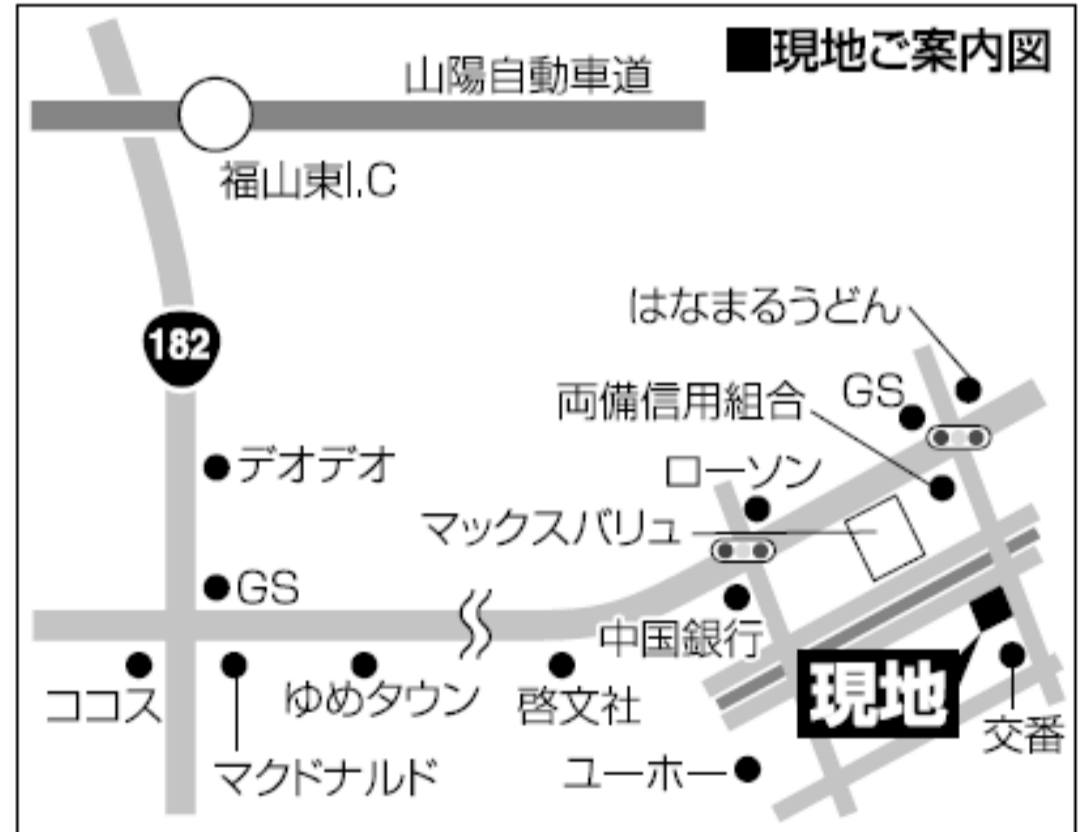 ■現地ご案内図
山陽自動車道
福山東I.C
182
はなまるうどん
両備信用組合
GS
ローソン
デオデオ
マックスバリュ
GS
中国銀行
ココス
ゆめタウン
啓文社
現地
交番
マクドナルド
ユーホー